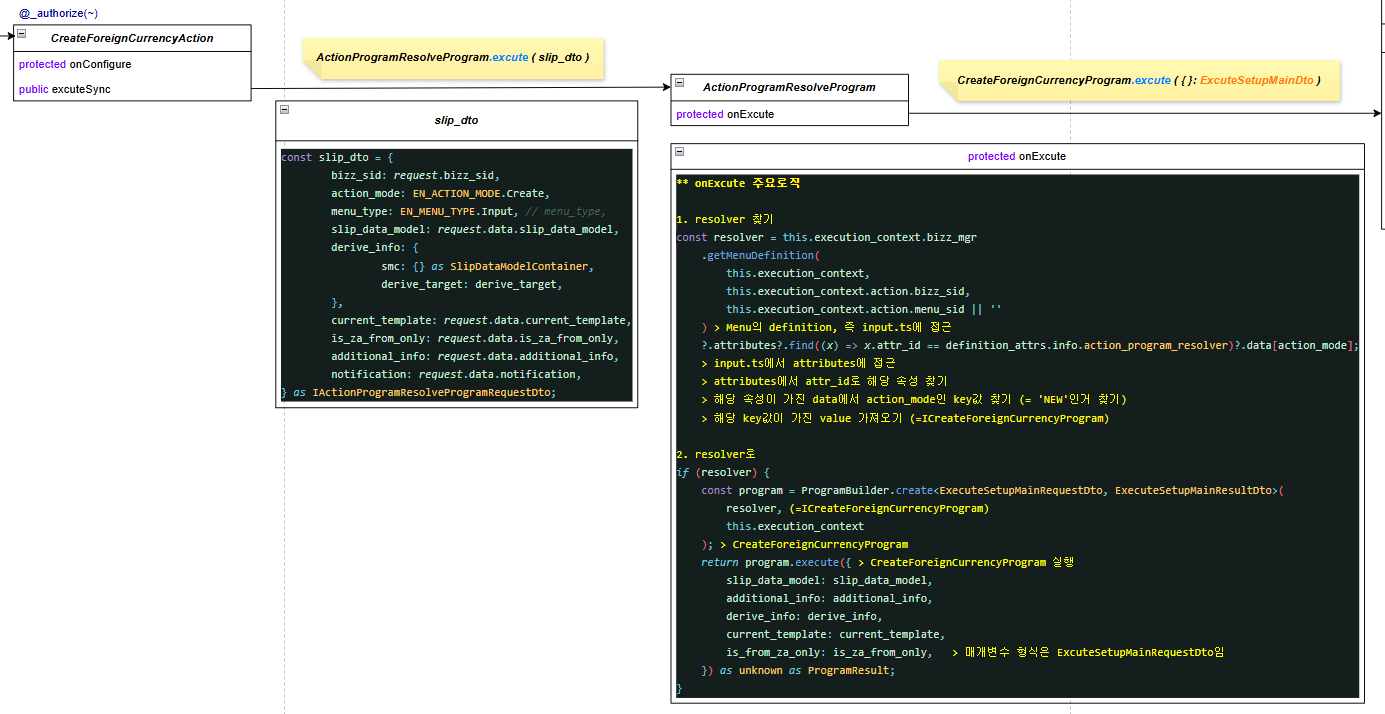 @_authorize(~)
CreateForeignCurrencyAction
protected onConfigure
public excuteSync
ActionProgramResolveProgram.excute ( slip_dto )
slip_dto
const slip_dto = {
bizz_sid: request.bizz_sid,
action_mode: EN_ACTION_MODE.Create,
menu_type: EN_MENU_TYPE.Input, // menu_type,
slip_data_model: request.data.slip_data_model,
derive_info: {
smc: {} as SlipDataModelContainer,
derive_target: derive_target,
},
current_template: request.data.current_template,
is_za_from_only: request.data.is_za_from_only,
additional_info: request.data.additional_info,
notification: request.data.notification,
} as IActionProgramResolveProgramRequestDto;
ActionProgramResolveProgram
protected onExcute
CreateForeignCurrencyProgram.excute ( { }: ExcuteSetupMainDto )
protected onExcute
** onExcute 주요로직
1. resolver 찾기
const resolver = this.execution_context.bizz_mgr
.getMenuDefinition(
this.execution_context,
this.execution_context.action.bizz_sid,
this.execution_context.action.menu_sid || ''
) > Menu의 definition, 즉 input.ts에 접근
?.attributes?.find((x) => x.attr_id == definition_attrs.info.action_program_resolver)?.data[action_mode];
> input.ts에서 attributes에 접근
> attributes에서 attr_id로 해당 속성 찾기
> 해당 속성이 가진 data에서 action_mode인 key값 찾기 (= 'NEW'인거 찾기)
> 해당 key값이 가진 value 가져오기 (=ICreateForeignCurrencyProgram)
2. resolver로
if (resolver) {
const program = ProgramBuilder.create<ExecuteSetupMainRequestDto, ExecuteSetupMainResultDto>(
resolver, (=ICreateForeignCurrencyProgram)
this.execution_context
); > CreateForeignCurrencyProgram
return program.execute({ > CreateForeignCurrencyProgram 실행
slip_data_model: slip_data_model,
additional_info: additional_info,
derive_info: derive_info,
current_template: current_template,
is_from_za_only: is_za_from_only, > 매개변수 형식은 ExcuteSetupMainRequestDto임
}) as unknown as ProgramResult;
}